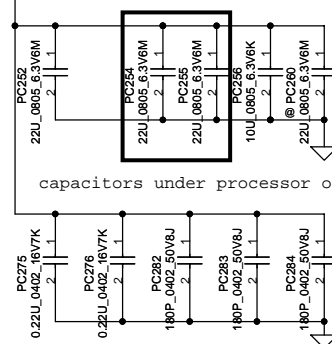 PC252
22U_0805_6.3V6M
1
2
PC254
22U_0805_6.3V6M
1
2
PC255
22U_0805_6.3V6M
1
2
PC256
10U_0805_6.3V6K
1
2
@ PC260
22U_0805_6.3V6M
1
2
capacitors under processor o
PC275
0.22U_0402_16V7K
1
2
PC276
0.22U_0402_16V7K
1
2
PC282
180P_0402_50V8J
1
2
PC283
180P_0402_50V8J
1
2
PC284
180P_0402_50V8J
1
2